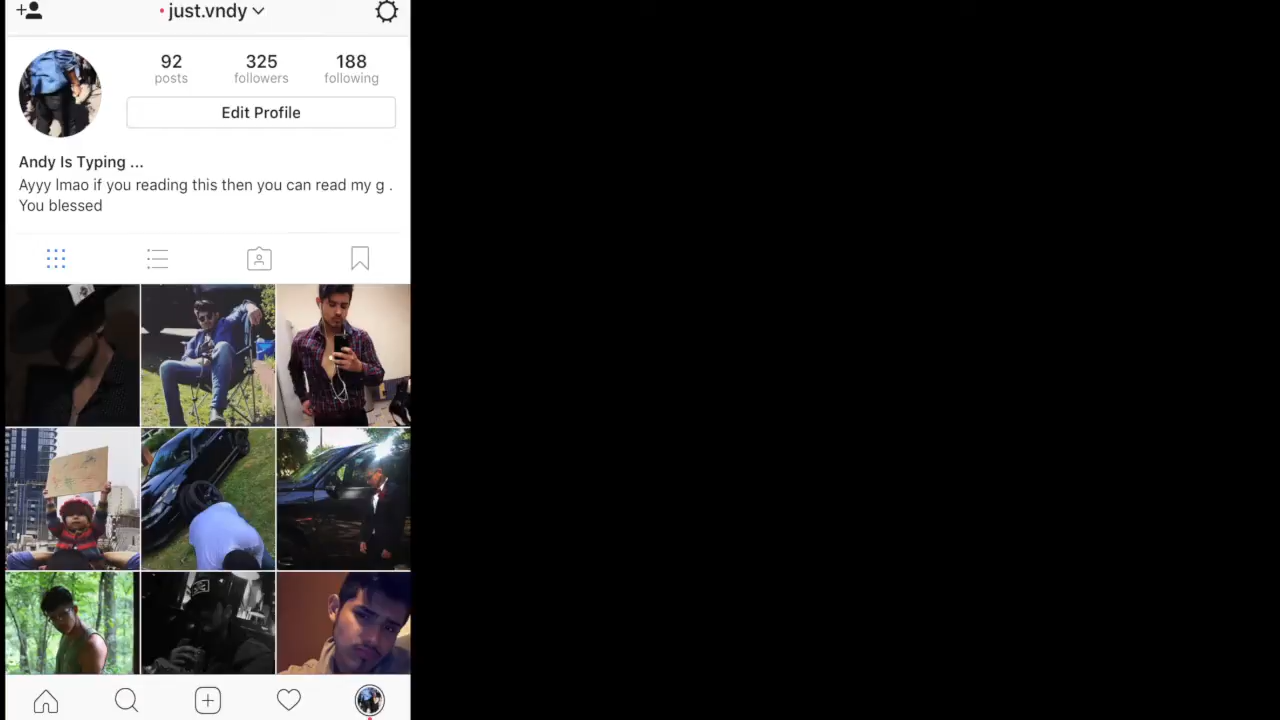 just.vndy
92 325 188
posts followers following
Edit Profile
Andy Is Typing ...
Ayyy lmao if you reading this then you can read my g .
You blessed